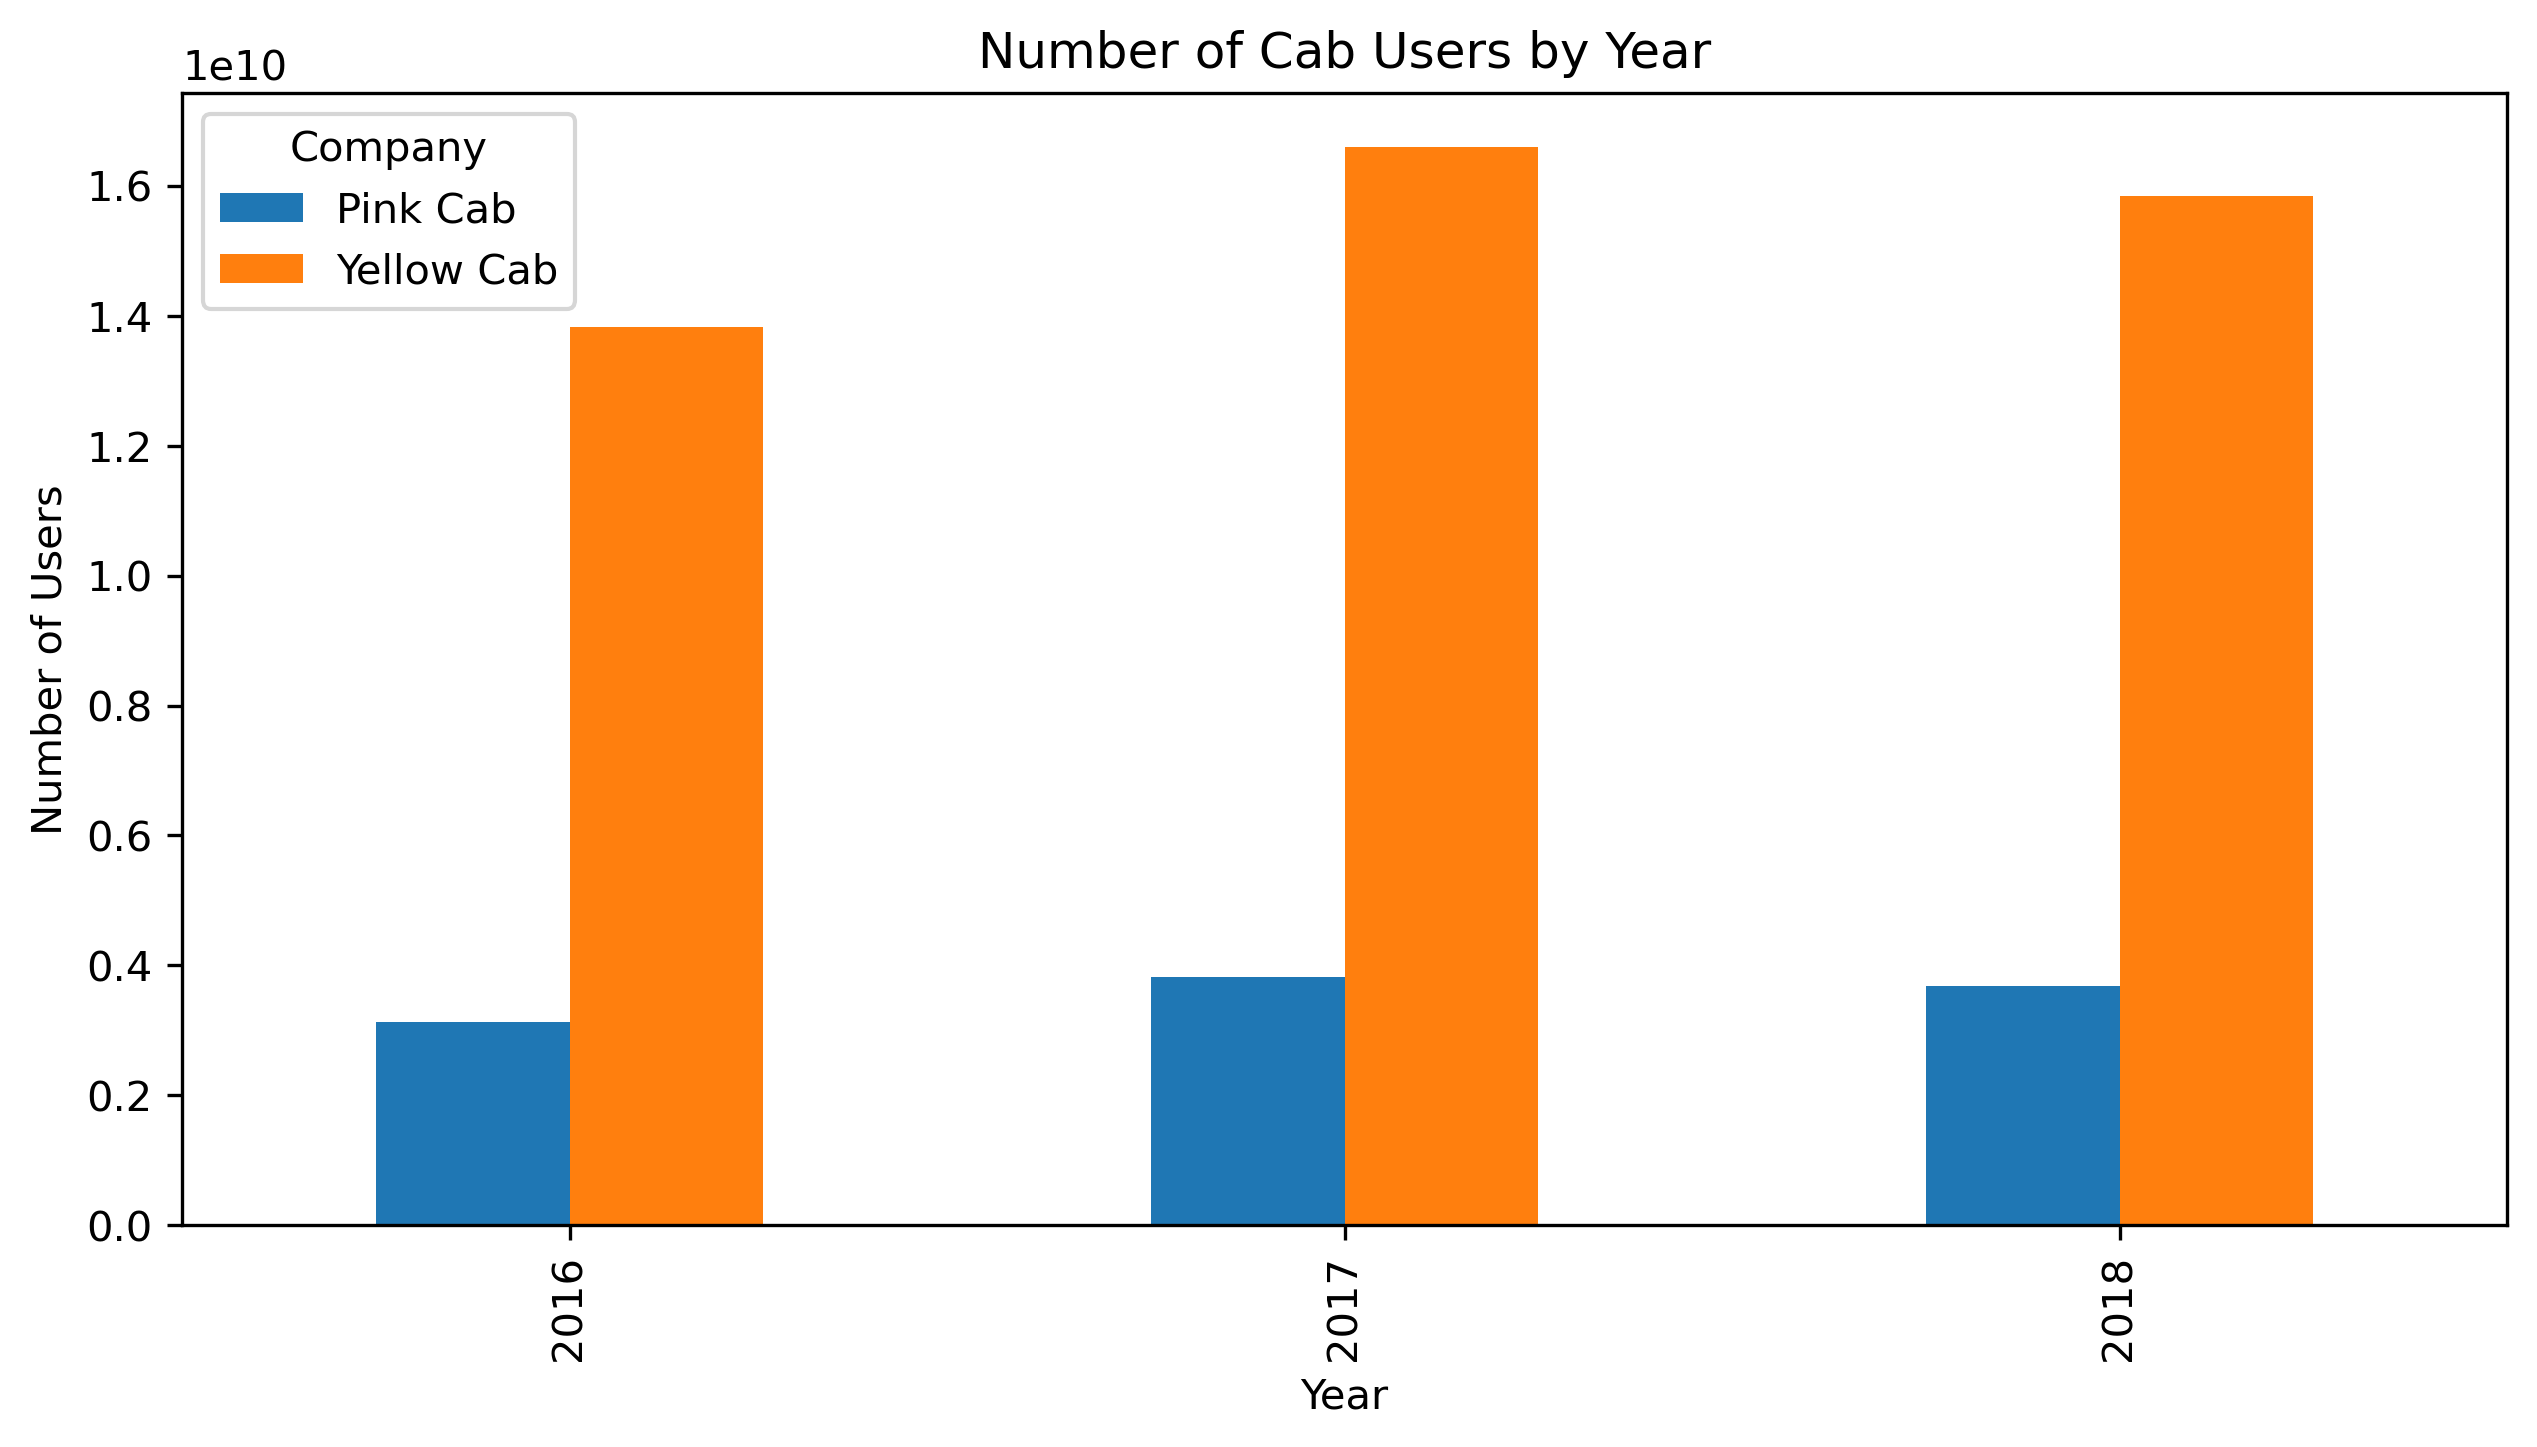 Number of Cab Users by Year
1e10
Company
Pink Cab
Yellow Cab
1.6
1.4
1.2
1.0
0.8
0.6
0.4
0.2
0.0
Number of Users
2016
2017
2018
Year